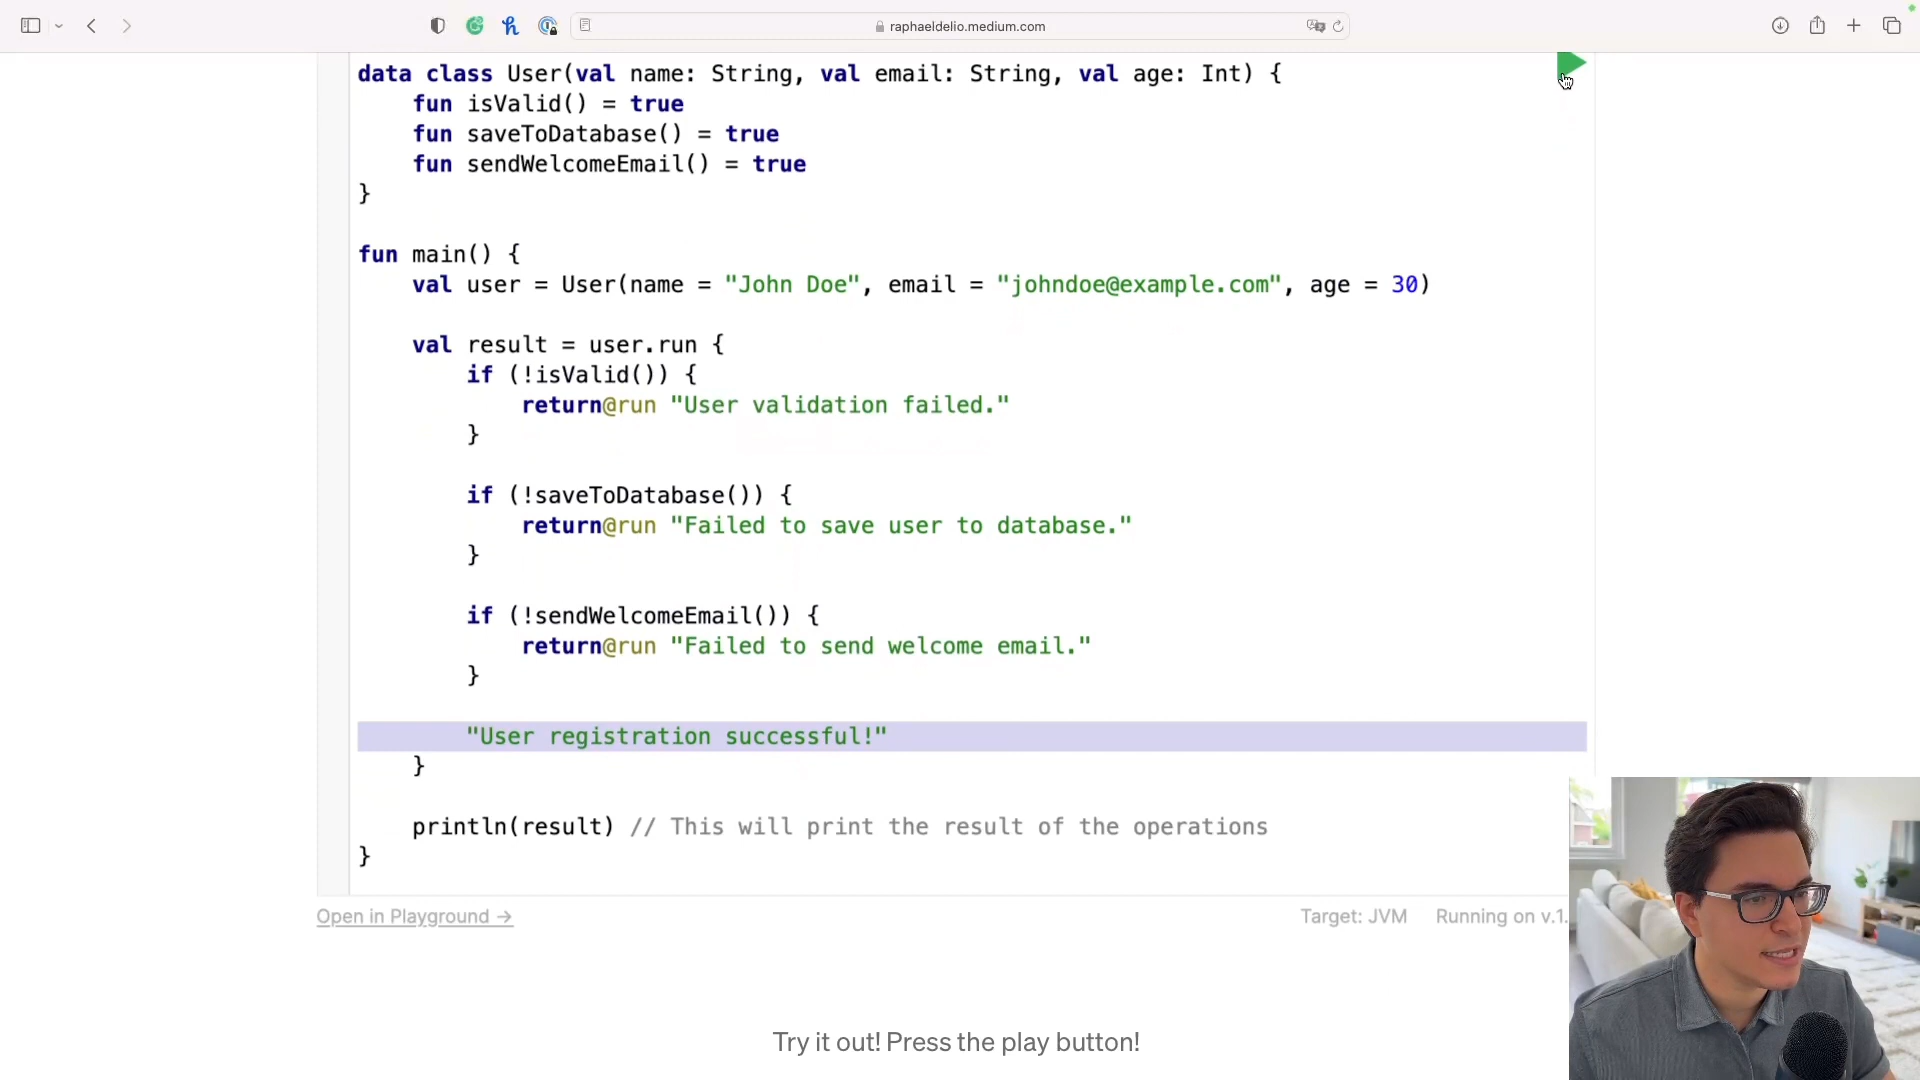 raphaeldelio.medium.com
data class User(val name: String, val email: String, val age: Int) {
    fun isValid() = true
    fun saveToDatabase() = true
    fun sendWelcomeEmail() = true
}
fun main() {
    val user = User(name = "John Doe", email = "johndoe@example.com", age = 30)
    val result = user.run {
        if (!isValid()) {
            return@run "User validation failed."
        }
        if (!saveToDatabase()) {
            return@run "Failed to save user to database."
        }
        if (!sendWelcomeEmail()) {
            return@run "Failed to send welcome email."
        }
        "User registration successful!"
    }
    println(result) // This will print the result of the operations
}
Open in Playground → Target: JVM Running on v.1.
Try it out! Press the play button!